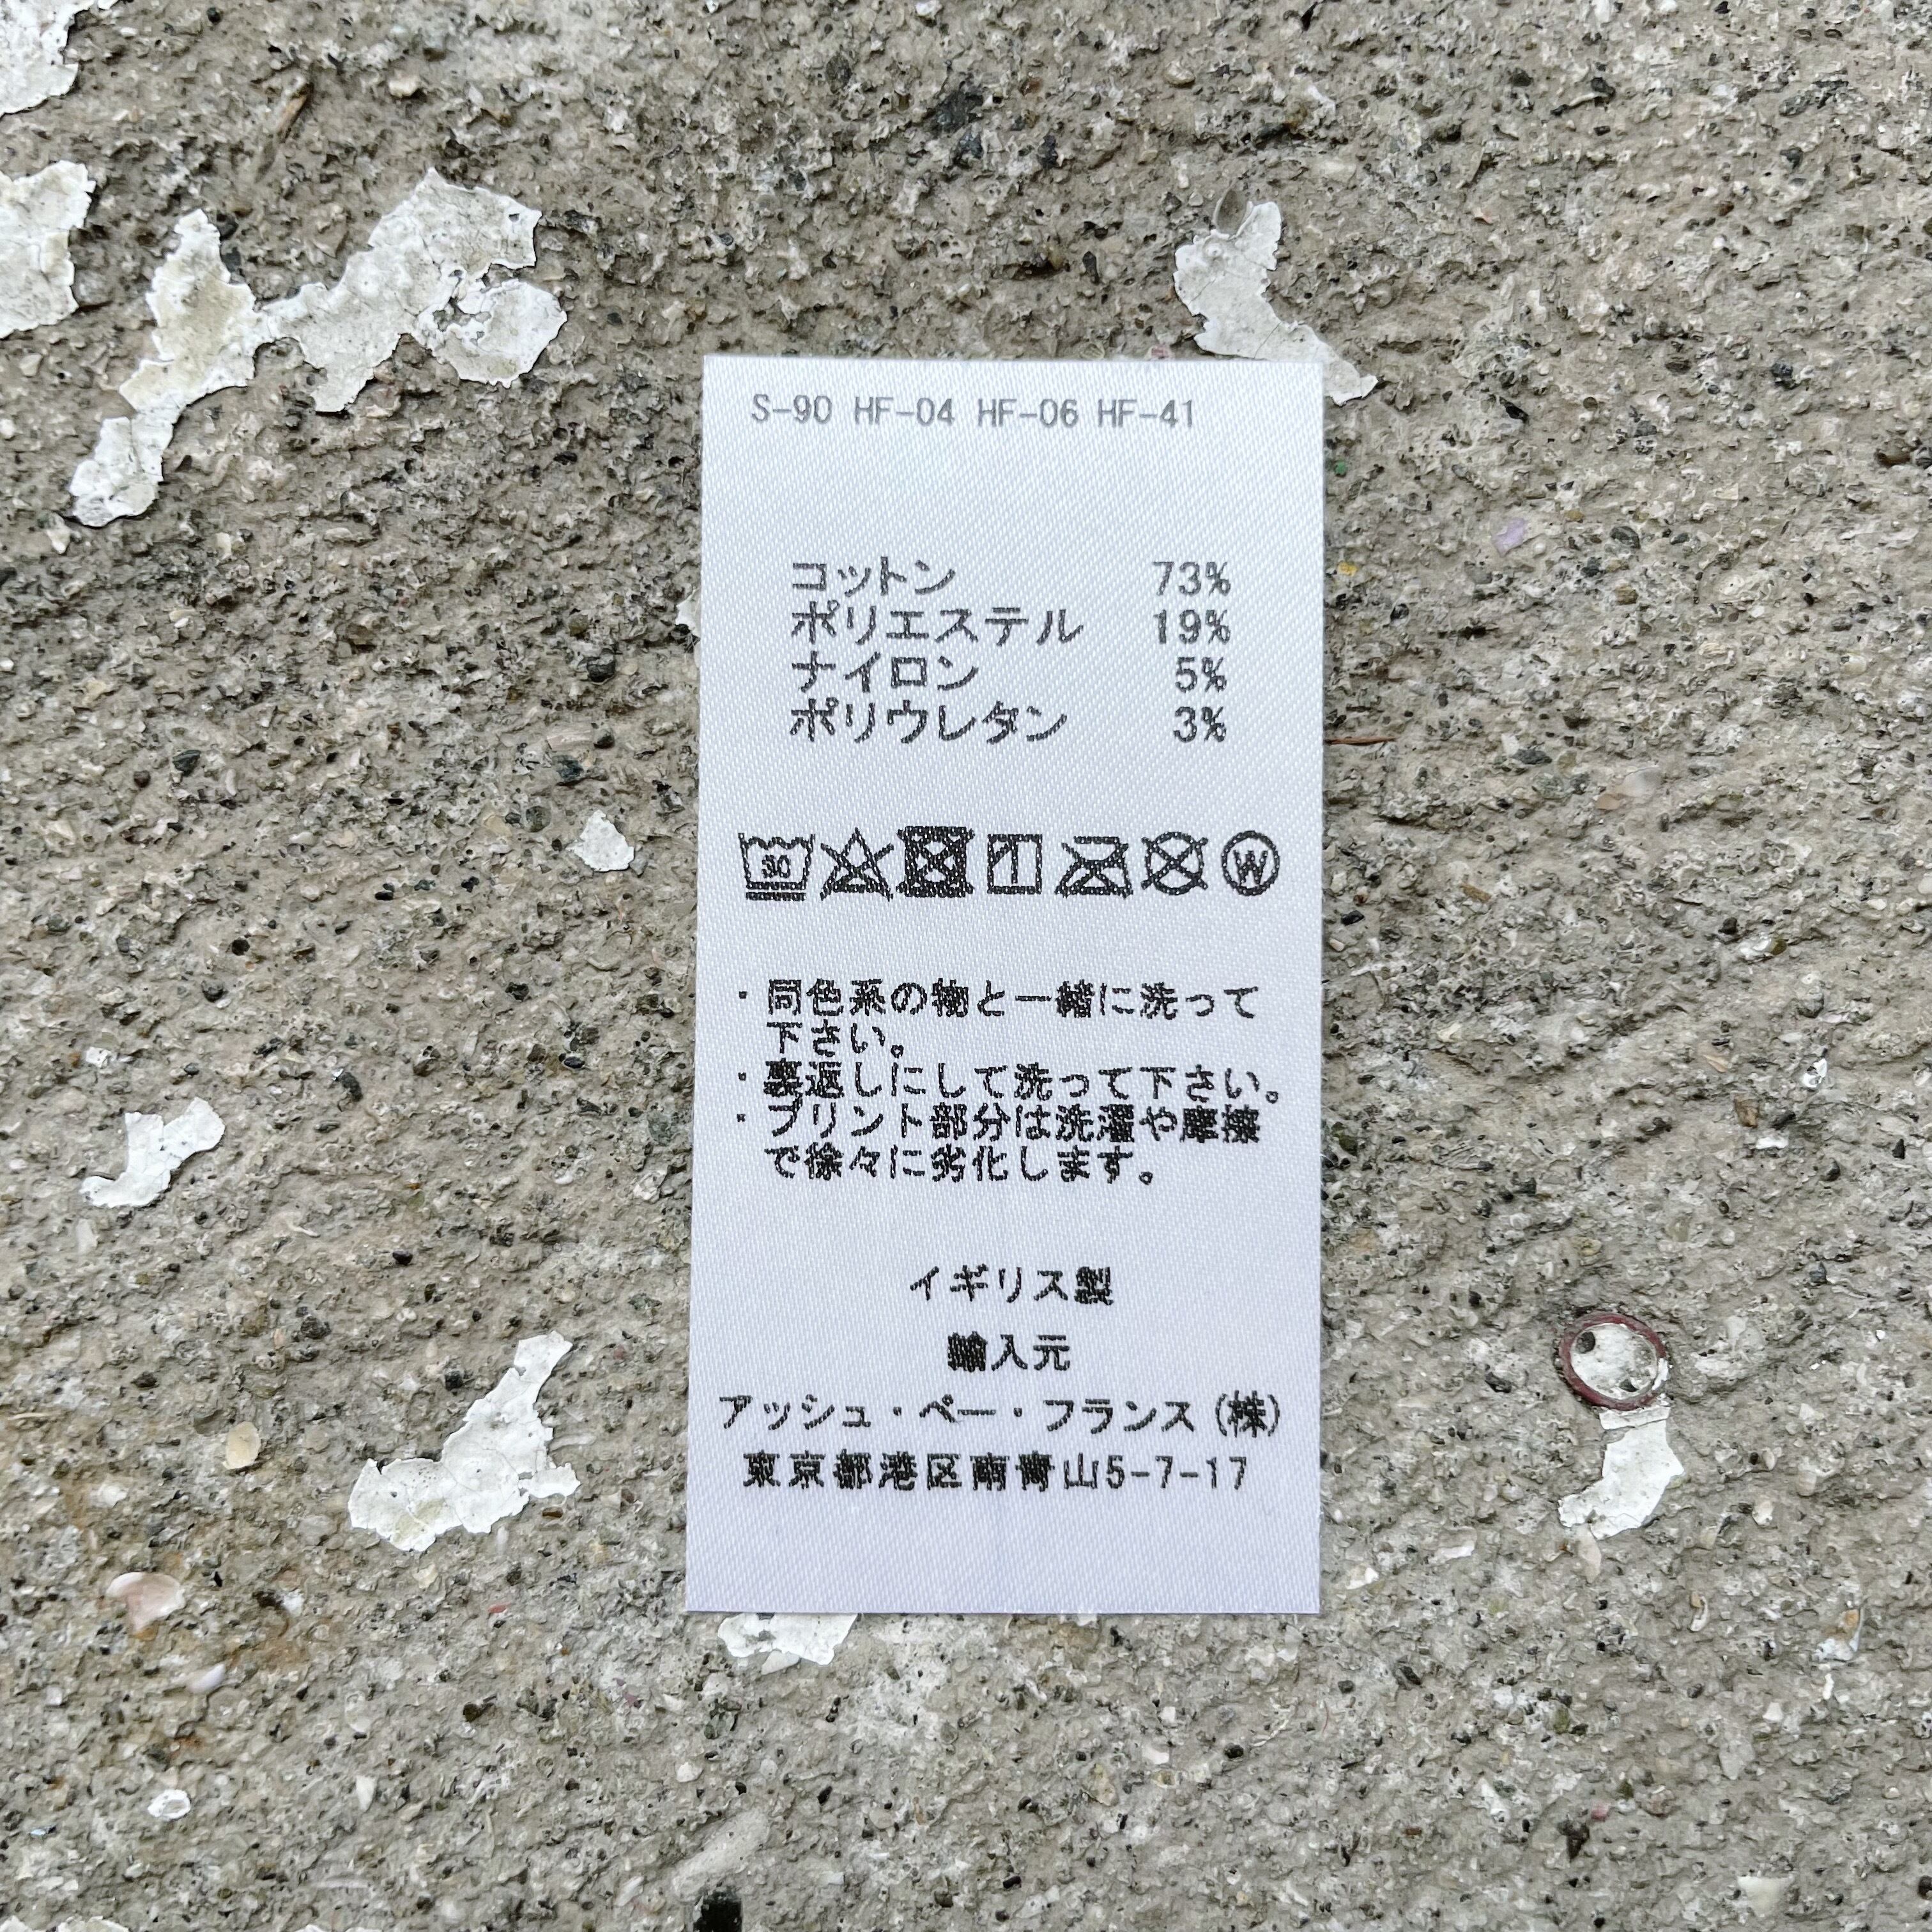 S-90 HF-04 HF-06 HF-41
コットン 73%
ポリエステル 19%
ナイロン 5%
ポリウレタン 3%
30
W
・同色系の物と一緒に洗って
下さい。
・裏返しにして洗って下さい。
・プリント部分は洗濯や摩擦
で徐々に劣化します。
イギリス製
輸入元
アッシュ・ペー・フランス(株)
東京都港区南青山5-7-17